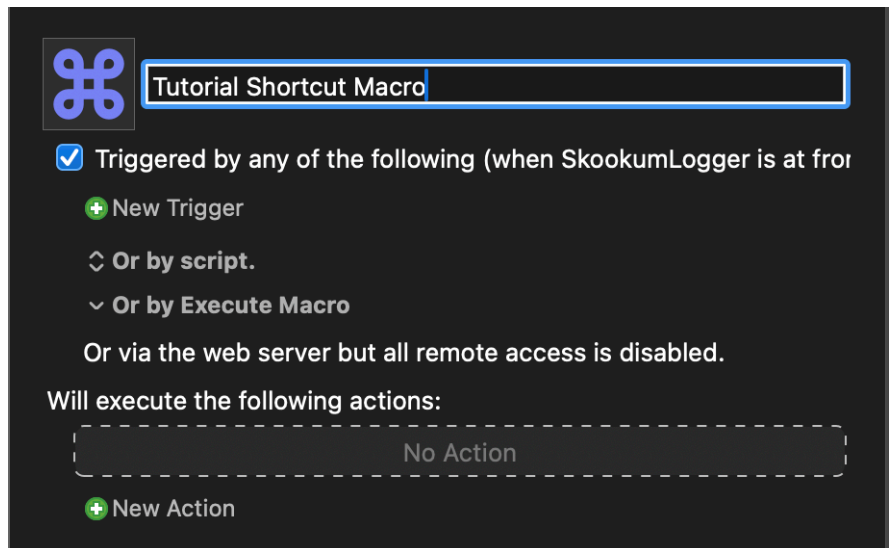 Tutorial Shortcut Macro
Triggered by any of the following (when SkookumLogger is at fror
New Trigger
Or by script.
Or by Execute Macro
Or via the web server but all remote access is disabled.
Will execute the following actions:
No Action
New Action